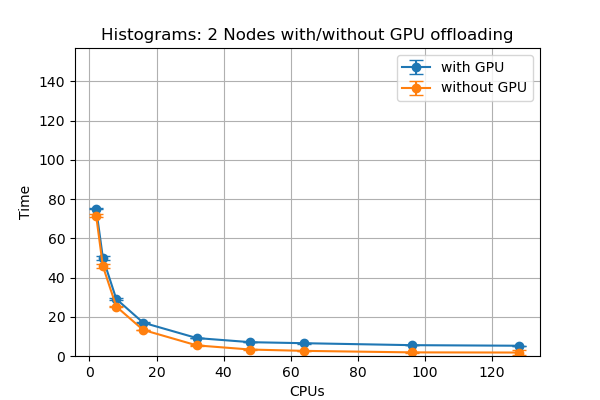 Histograms: 2 Nodes with/without GPU offloading
with GPU
without GPU
140
120
100
80
60
40
20
0
Time
0 20 40 60 80 100 120
CPUs